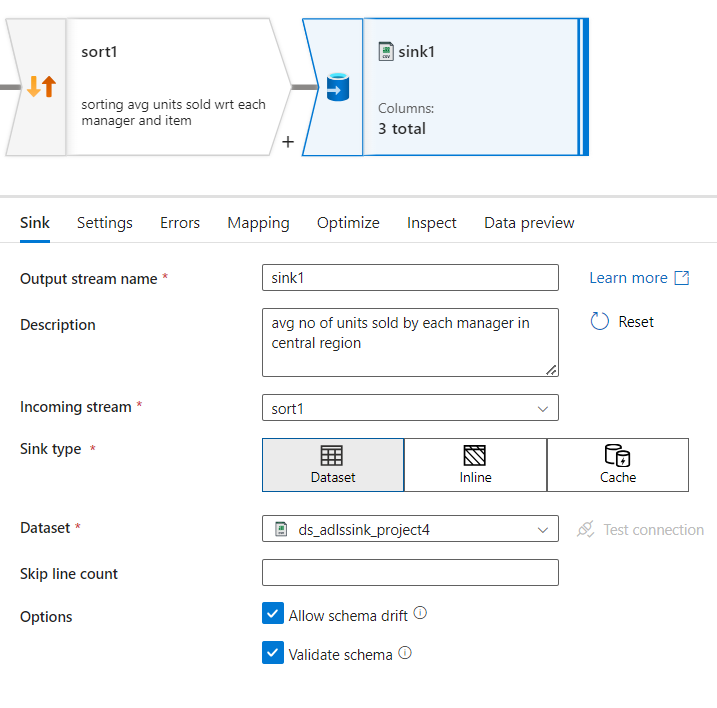 sort1
sorting avg units sold wrt each
manager and item
+
CSV
sink1
Columns:
3 total
Sink Settings Errors Mapping Optimize Inspect Data preview
Output stream name * sink1 Learn more
Description avg no of units sold by each manager in
central region
Reset
Incoming stream * sort1
Sink type *
Dataset Inline Cache
Dataset * ds_adlssink_project4 Test connection
Skip line count
Options Allow schema drift
Validate schema